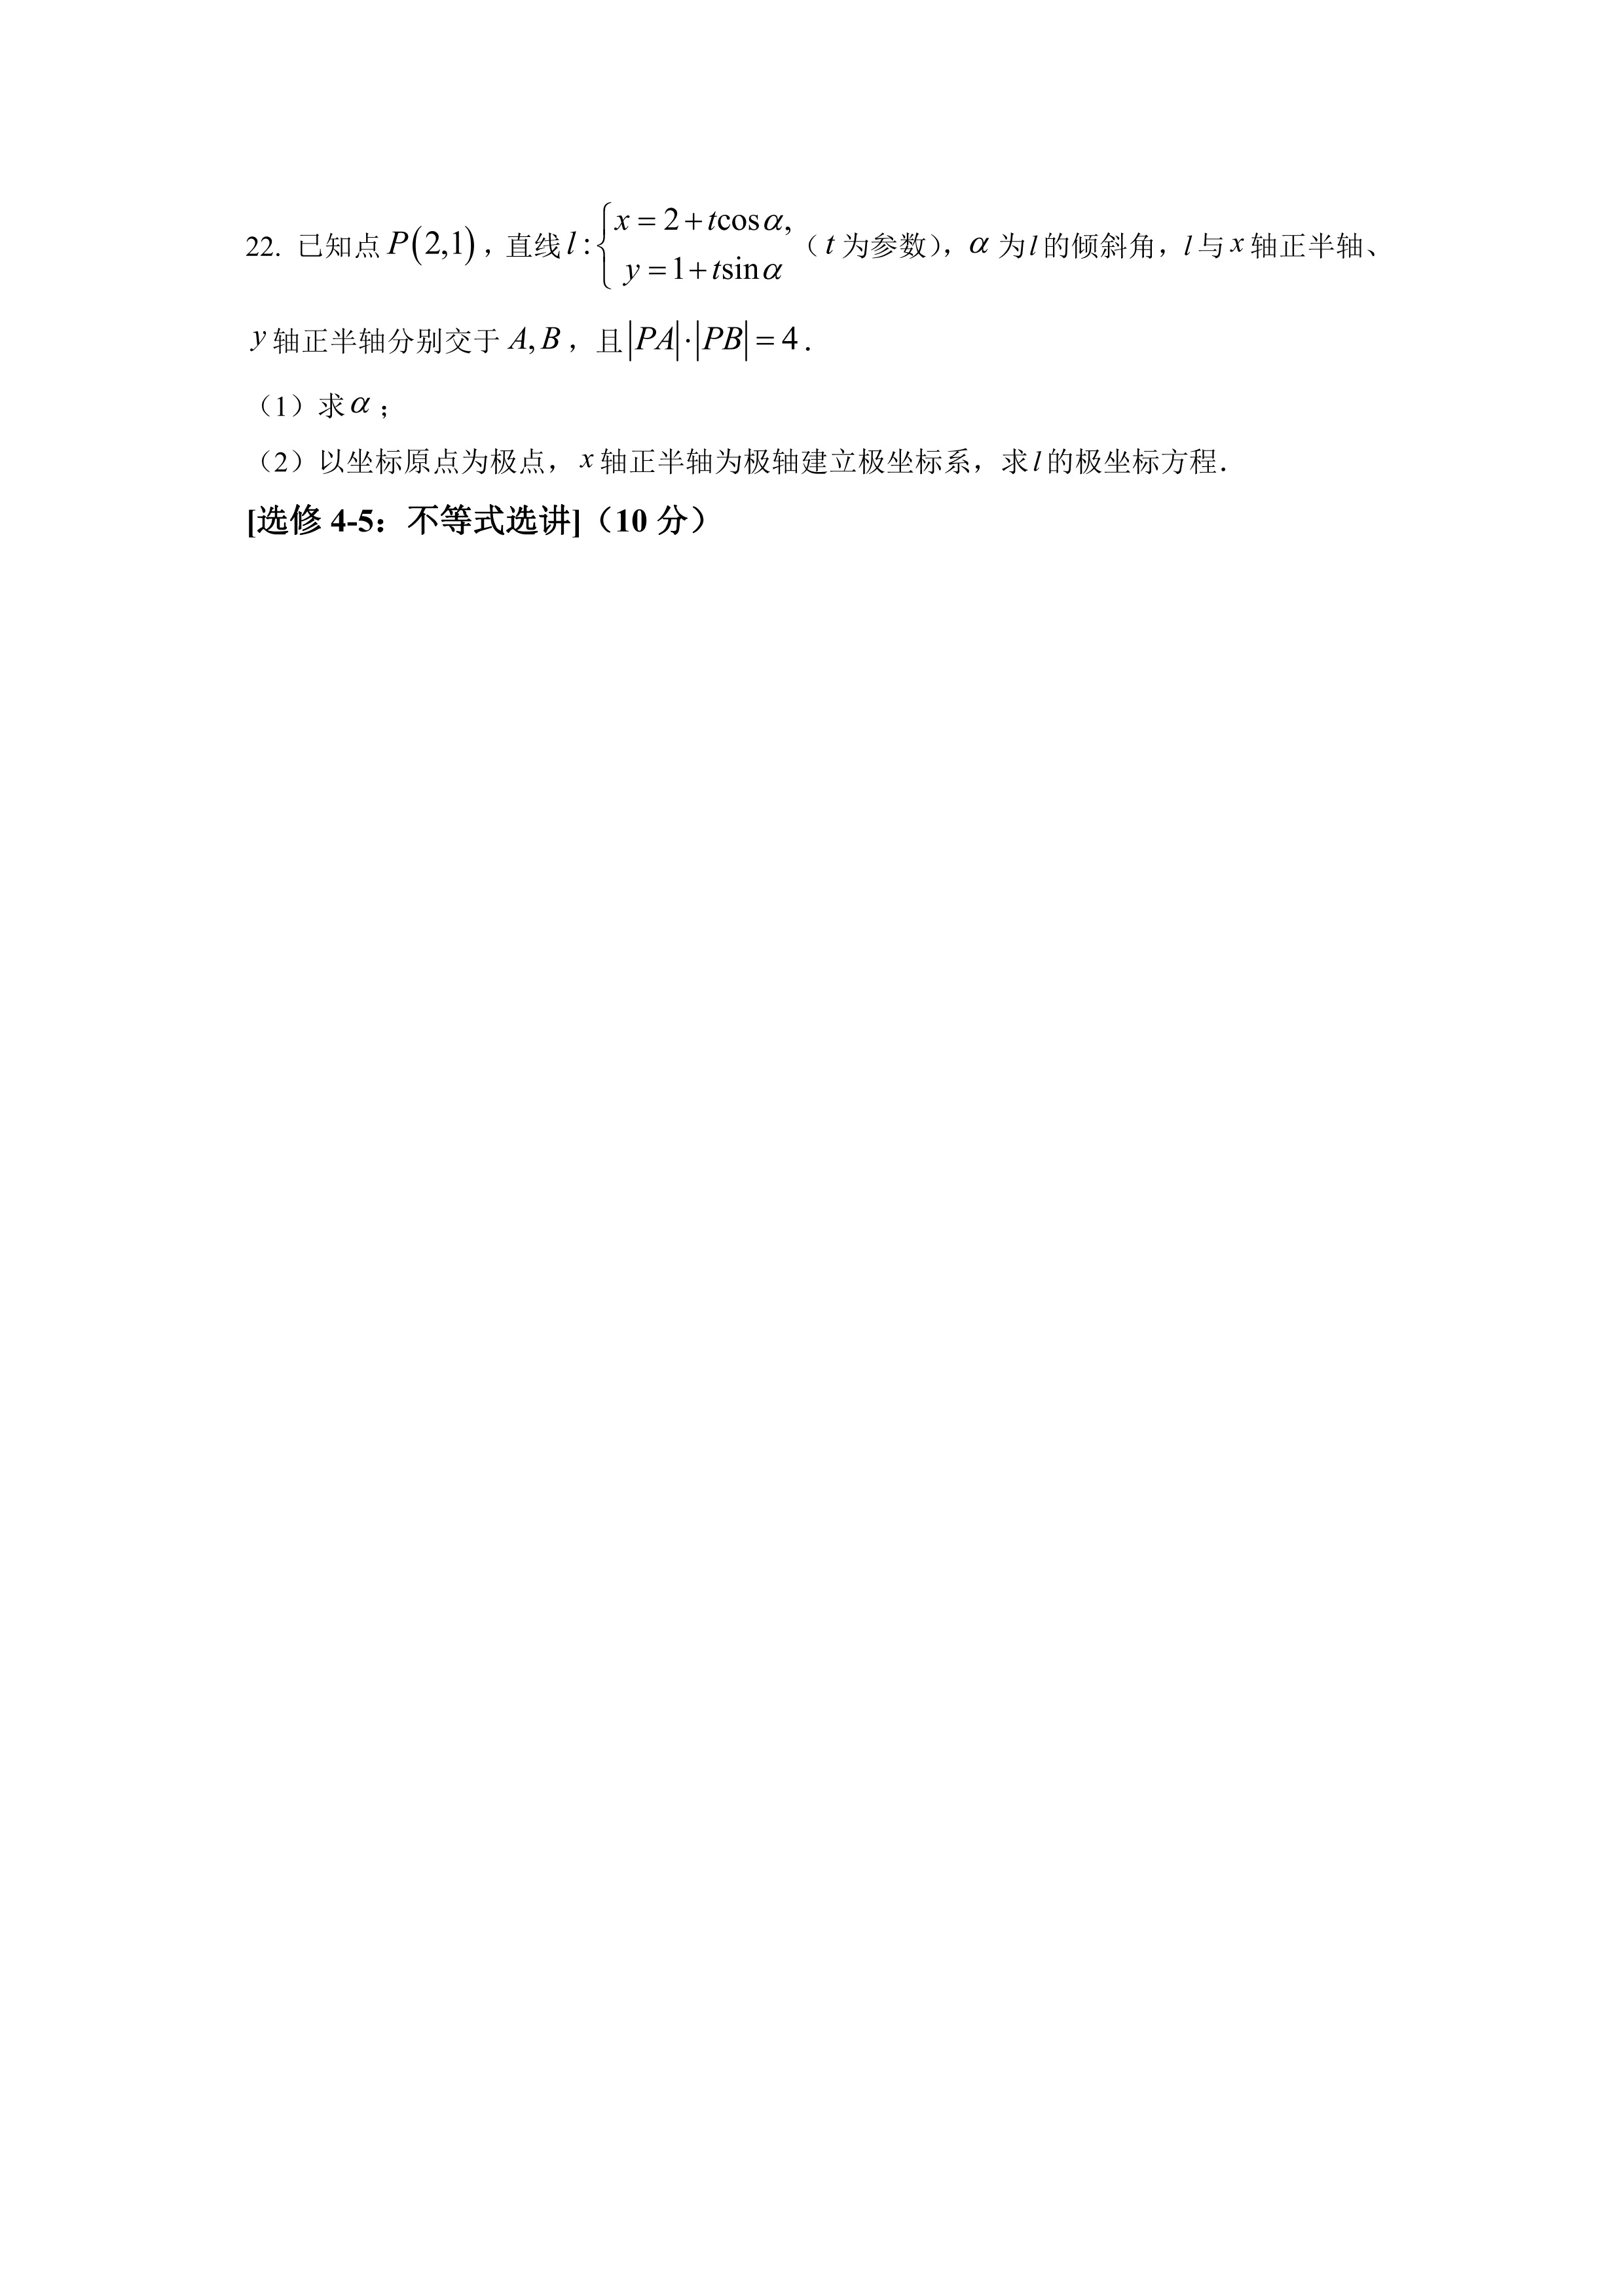 22. 已知点 $P(2,1)$，直线 $l:\begin{cases}x=2+t\cos\alpha,\\ y=1+t\sin\alpha\end{cases}$（$t$ 为参数），$\alpha$ 为 $l$ 的倾斜角，$l$ 与 $x$ 轴正半轴、
$y$ 轴正半轴分别交于 $A,B$，且 $|PA|\cdot|PB|=4$．
（1）求 $\alpha$；
（2）以坐标原点为极点，$x$ 轴正半轴为极轴建立极坐标系，求 $l$ 的极坐标方程．
[选修 4-5：不等式选讲]（10 分）